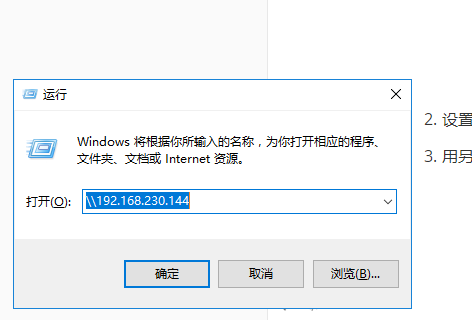 运行
Windows 将根据你所输入的名称，为你打开相应的程序、
文件夹、文档或 Internet 资源。
打开(O):
\\192.168.230.144
确定
取消
浏览(B)...
2. 设置
3. 用另